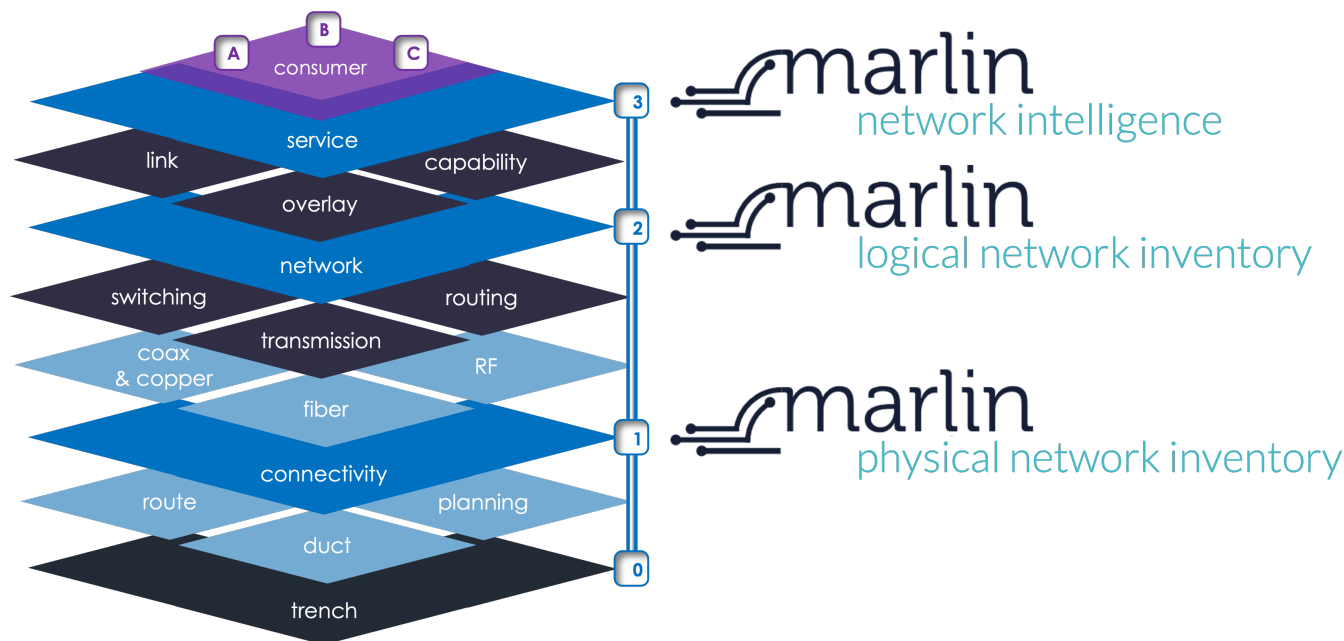 B
A
C
consumer
3
service
link
capability
overlay
2
network
switching
routing
transmission
coax
& copper
RF
fiber
1
connectivity
route
planning
duct
0
trench
marlin
network intelligence
marlin
logical network inventory
marlin
physical network inventory